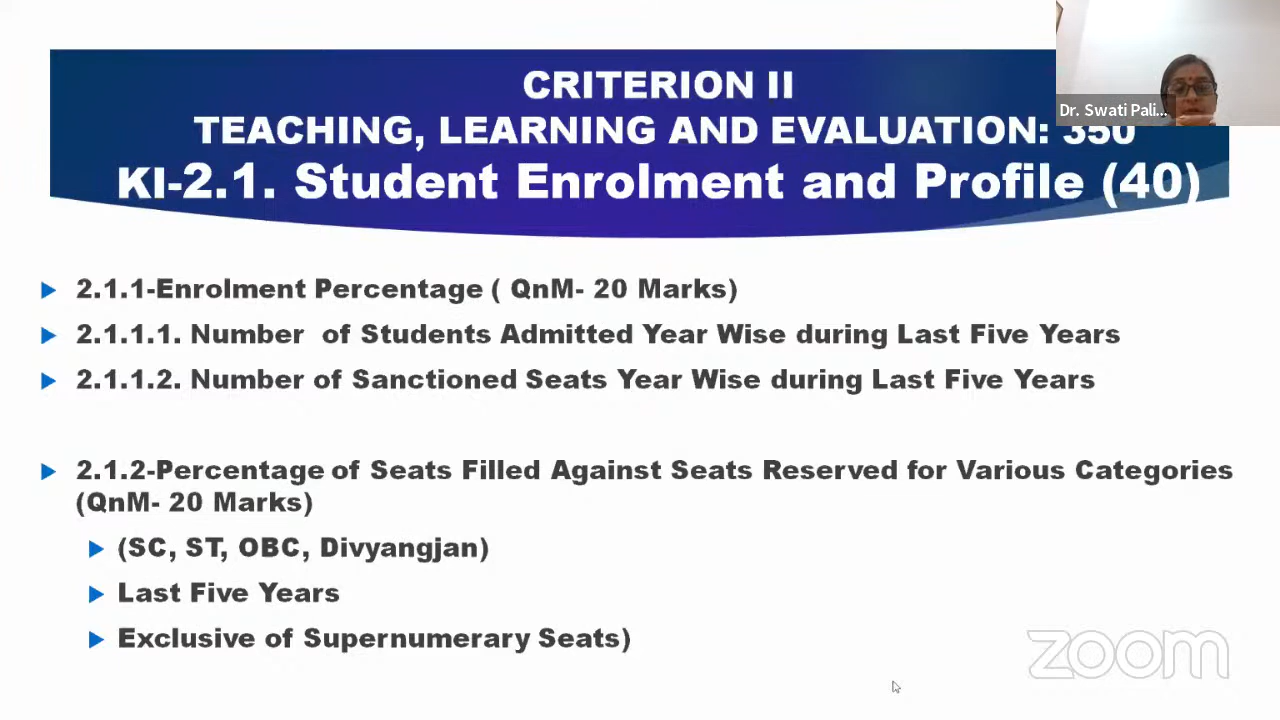 CRITERION II
TEACHING, LEARNING AND EVALUATION: 350
KI-2.1. Student Enrolment and Profile (40)
Dr. Swati Pali...
2.1.1-Enrolment Percentage ( QnM- 20 Marks)
2.1.1.1. Number of Students Admitted Year Wise during Last Five Years
2.1.1.2. Number of Sanctioned Seats Year Wise during Last Five Years
2.1.2-Percentage of Seats Filled Against Seats Reserved for Various Categories
(QnM- 20 Marks)
(SC, ST, OBC, Divyangjan)
Last Five Years
Exclusive of Supernumerary Seats)
zoom